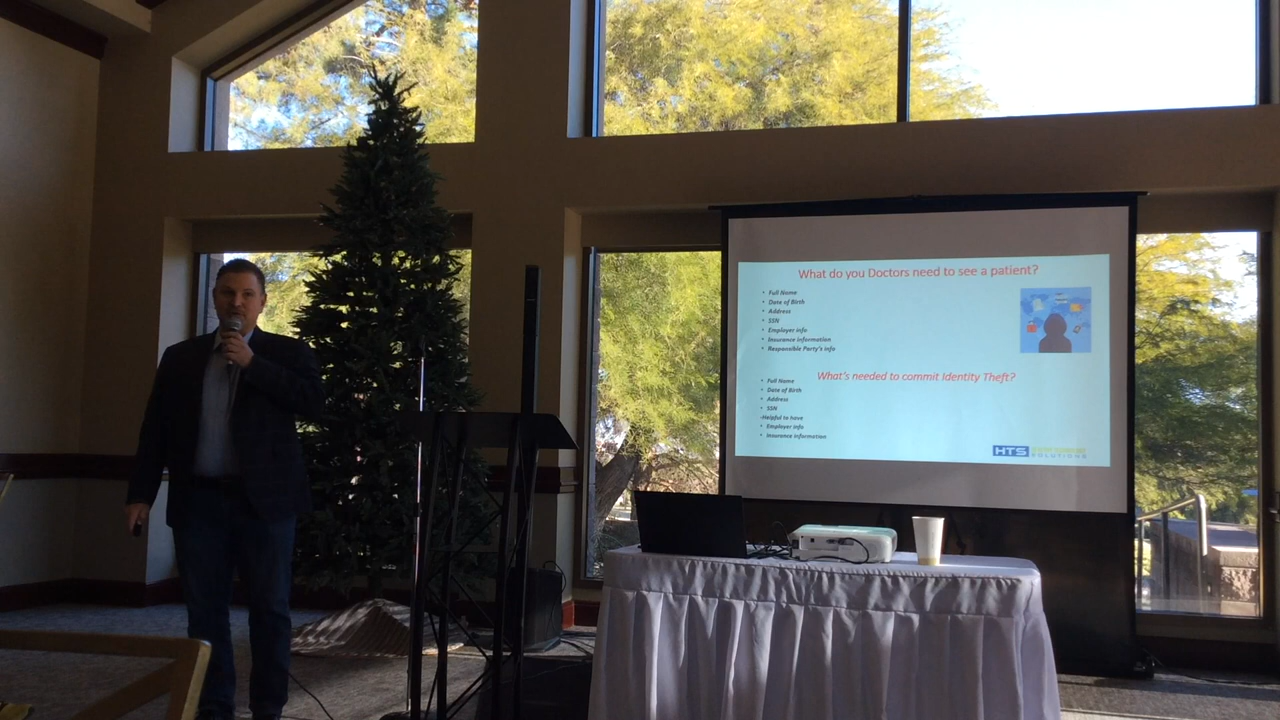 What do you Doctors need to see a patient?
• Full Name
• Date of Birth
• Address
• SSN
• Employer info
• Insurance information
• Responsible Party's info
What's needed to commit Identity Theft?
• Full Name
• Date of Birth
• Address
• SSN
-Helpful to have
• Employer info
• Insurance information
HTS
SOLUTIONS